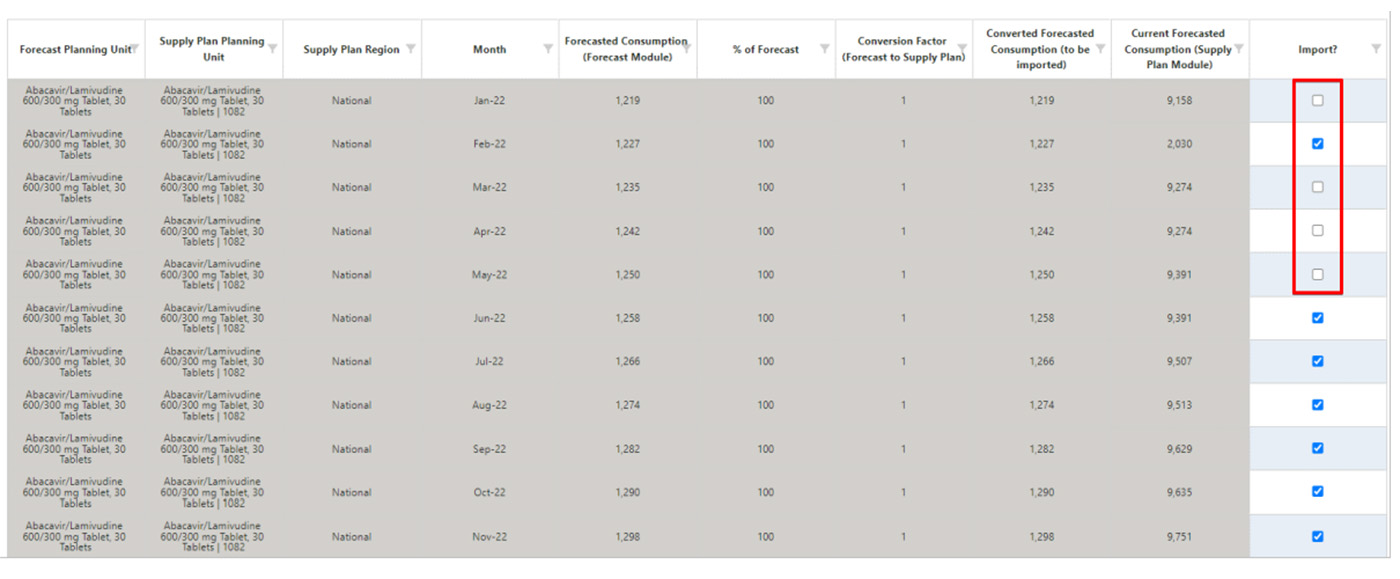 Forecast Planning Unit
Supply Plan Planning
Unit
Supply Plan Region
Month
Forecasted Consumption
(Forecast Module)
% of Forecast
Conversion Factor
(Forecast to Supply Plan)
Converted Forecasted
Consumption (to be
imported)
Current Forecasted
Consumption (Supply
Plan Module)
Import?
Abacavir/Lamivudine Abacavir/Lamivudine
600/300 mg Tablet, 30 600/300 mg Tablet, 30 National Jan-22 1,219 100 1 1,219 9,158
Tablets Tablets | 1082
Abacavir/Lamivudine Abacavir/Lamivudine
600/300 mg Tablet, 30 600/300 mg Tablet, 30 National Feb-22 1,227 100 1 1,227 2,030
Tablets Tablets | 1082
Abacavir/Lamivudine Abacavir/Lamivudine
600/300 mg Tablet, 30 600/300 mg Tablet, 30 National Mar-22 1,235 100 1 1,235 9,274
Tablets Tablets | 1082
Abacavir/Lamivudine Abacavir/Lamivudine
600/300 mg Tablet, 30 600/300 mg Tablet, 30 National Apr-22 1,242 100 1 1,242 9,274
Tablets Tablets | 1082
Abacavir/Lamivudine Abacavir/Lamivudine
600/300 mg Tablet, 30 600/300 mg Tablet, 30 National May-22 1,250 100 1 1,250 9,391
Tablets Tablets | 1082
Abacavir/Lamivudine Abacavir/Lamivudine
600/300 mg Tablet, 30 600/300 mg Tablet, 30 National Jun-22 1,258 100 1 1,258 9,391
Tablets Tablets | 1082
Abacavir/Lamivudine Abacavir/Lamivudine
600/300 mg Tablet, 30 600/300 mg Tablet, 30 National Jul-22 1,266 100 1 1,266 9,507
Tablets Tablets | 1082
Abacavir/Lamivudine Abacavir/Lamivudine
600/300 mg Tablet, 30 600/300 mg Tablet, 30 National Aug-22 1,274 100 1 1,274 9,513
Tablets Tablets | 1082
Abacavir/Lamivudine Abacavir/Lamivudine
600/300 mg Tablet, 30 600/300 mg Tablet, 30 National Sep-22 1,282 100 1 1,282 9,629
Tablets Tablets | 1082
Abacavir/Lamivudine Abacavir/Lamivudine
600/300 mg Tablet, 30 600/300 mg Tablet, 30 National Oct-22 1,290 100 1 1,290 9,635
Tablets Tablets | 1082
Abacavir/Lamivudine Abacavir/Lamivudine
600/300 mg Tablet, 30 600/300 mg Tablet, 30 National Nov-22 1,298 100 1 1,298 9,751
Tablets Tablets | 1082